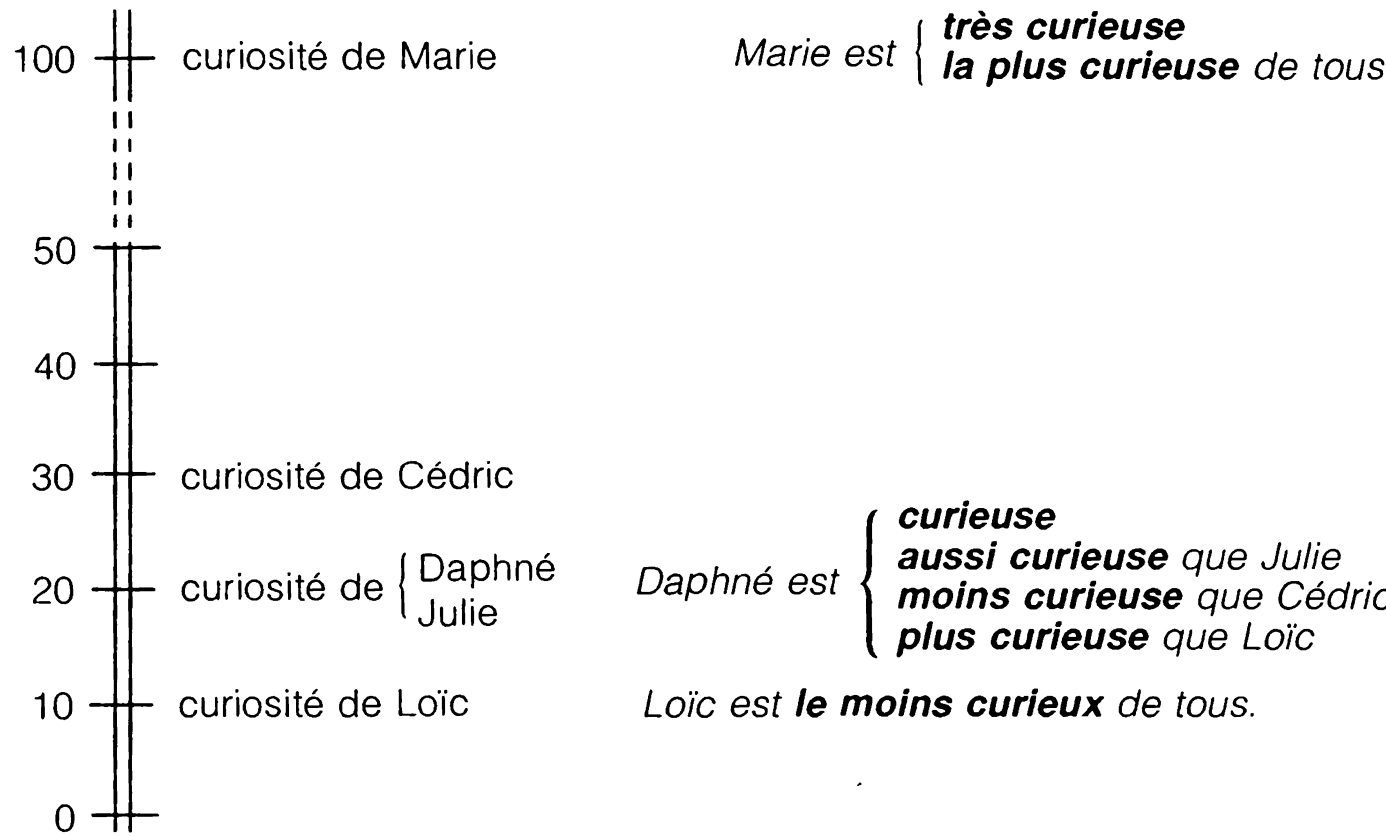 100 curiosité de Marie
Marie est { très curieuse
la plus curieuse de tous
50
40
30 curiosité de Cédric
20 curiosité de { Daphné
Julie
Daphné est { curieuse
aussi curieuse que Julie
moins curieuse que Cédric
plus curieuse que Loïc
10 curiosité de Loïc
Loïc est le moins curieux de tous.
0